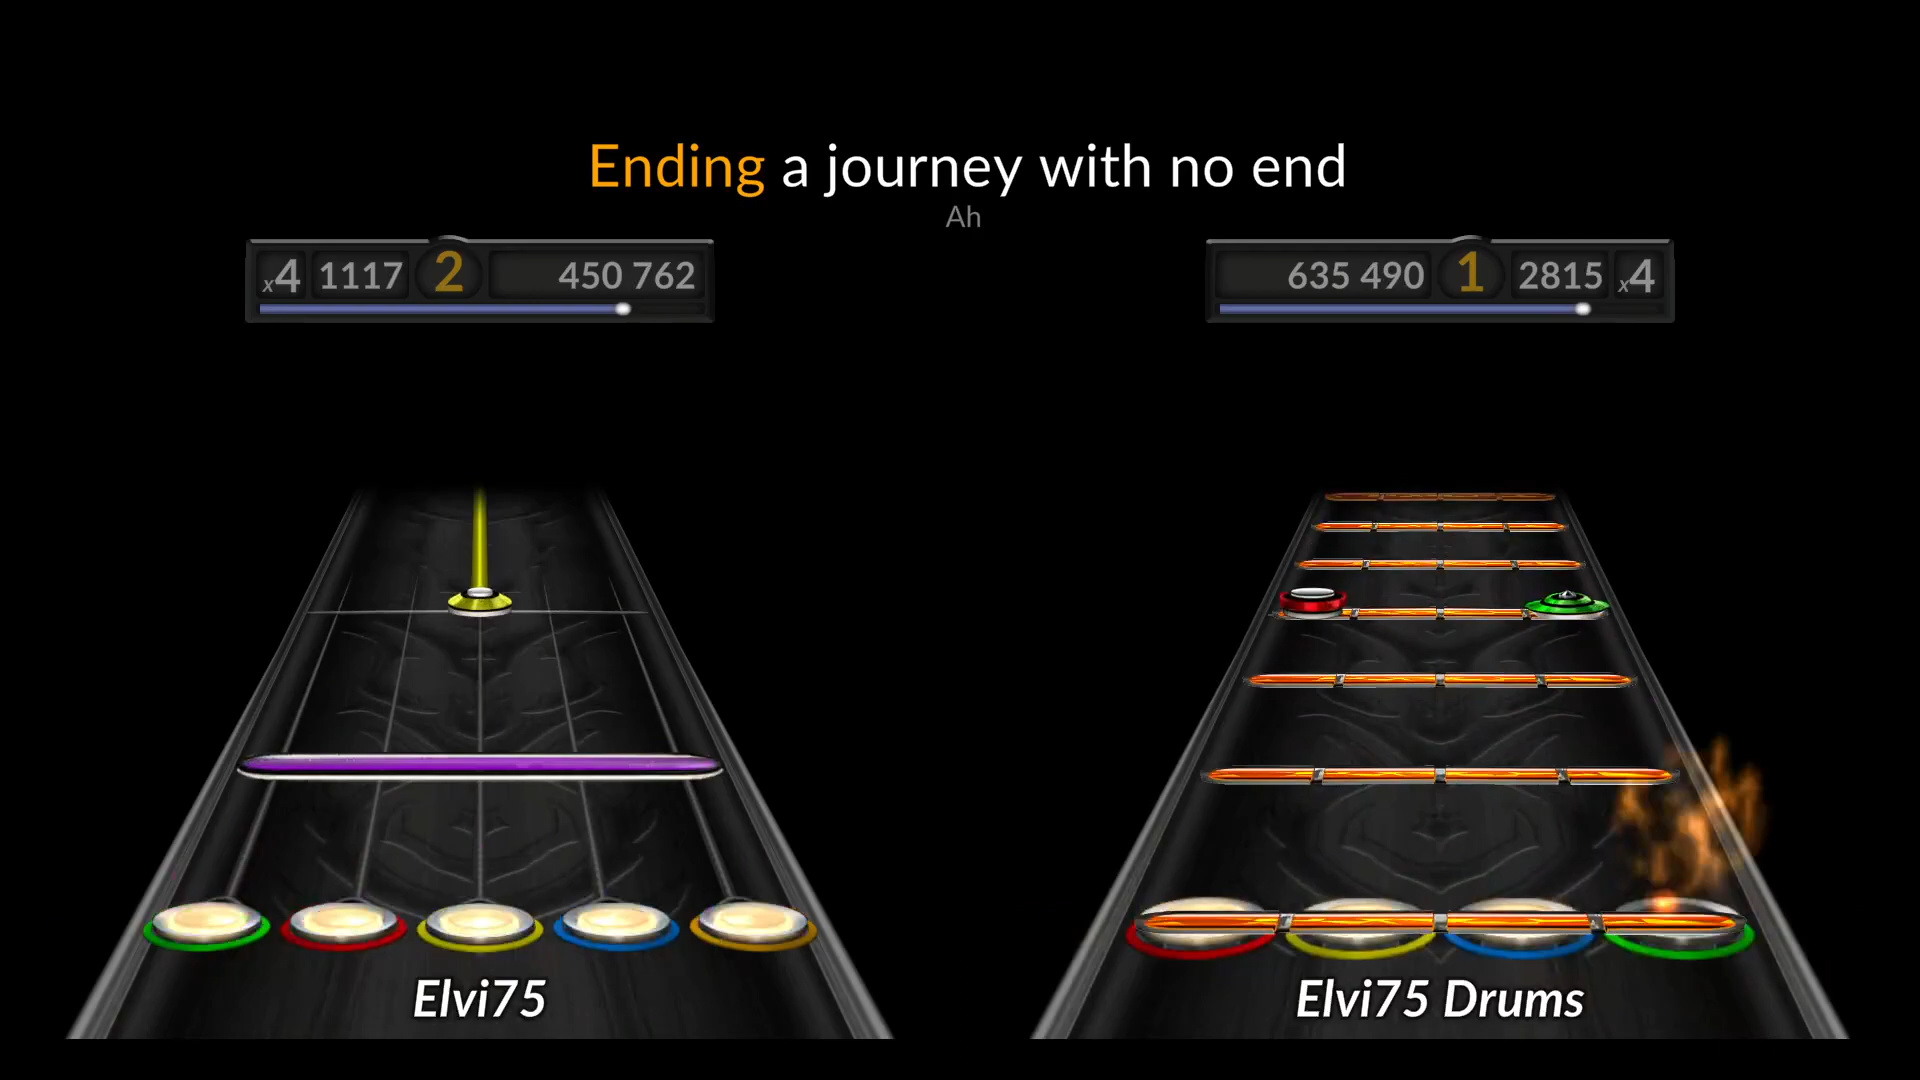 Ending a journey with no end
Ah
x4 1117 2 450 762
635 490 1 2815 x4
Elvi75
Elvi75 Drums